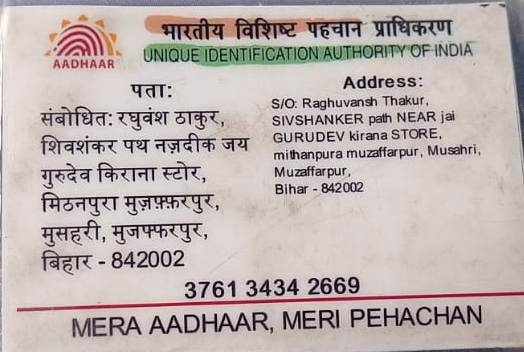 भारतीय विशिष्ट पहचान प्राधिकरण
UNIQUE IDENTIFICATION AUTHORITY OF INDIA
AADHAAR
पता:
संबोधित: रघुवंश ठाकुर,
शिवशंकर पथ नज़दीक जय
गुरुदेव किराना स्टोर,
मिठनपुरा मुज़फ़्फ़रपुर,
मुसहरी, मुजफ्फरपुर,
बिहार - 842002
Address:
S/O: Raghuvansh Thakur,
SIVSHANKER path NEAR jai
GURUDEV kirana STORE,
mithanpura muzaffarpur, Musahri,
Muzaffarpur,
Bihar - 842002
3761 3434 2669
MERA AADHAAR, MERI PEHACHAN